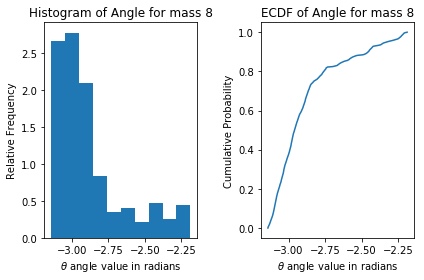 Histogram of Angle for mass 8
Relative Frequency
2.5
2.0
1.5
1.0
0.5
0.0
−3.00 −2.75 −2.50 −2.25
θ angle value in radians
ECDF of Angle for mass 8
Cumulative Probability
1.0
0.8
0.6
0.4
0.2
0.0
−3.00 −2.75 −2.50 −2.25
θ angle value in radians